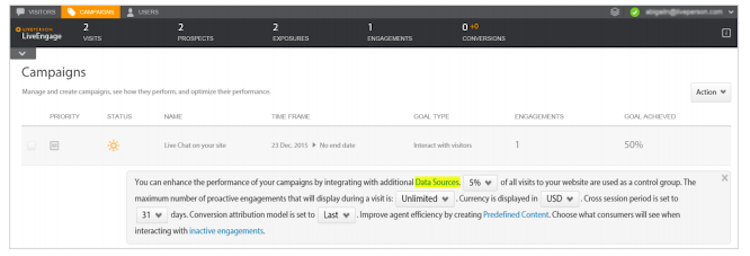 VISITORS CAMPAIGNS USERS
LIVEPERSON LiveEngage
2 VISITS 2 PROSPECTS 2 EXPOSURES 1 ENGAGEMENTS 0 +0 CONVERSIONS
Campaigns
Manage and create campaigns, see how they perform, and optimize their performance.
Action
PRIORITY STATUS NAME TIME FRAME GOAL TYPE ENGAGEMENTS GOAL ACHIEVED
Live Chat on your site 23 Dec. 2015 No end date Interact with visitors 1 50%
You can enhance the performance of your campaigns by integrating with additional Data Sources. 5% of all visits to your website are used as a control group. The
maximum number of proactive engagements that will display during a visit is: Unlimited . Currency is displayed in USD . Cross session period is set to
31 days. Conversion attribution model is set to Last . Improve agent efficiency by creating Predefined Content. Choose what consumers will see when
interacting with inactive engagements.